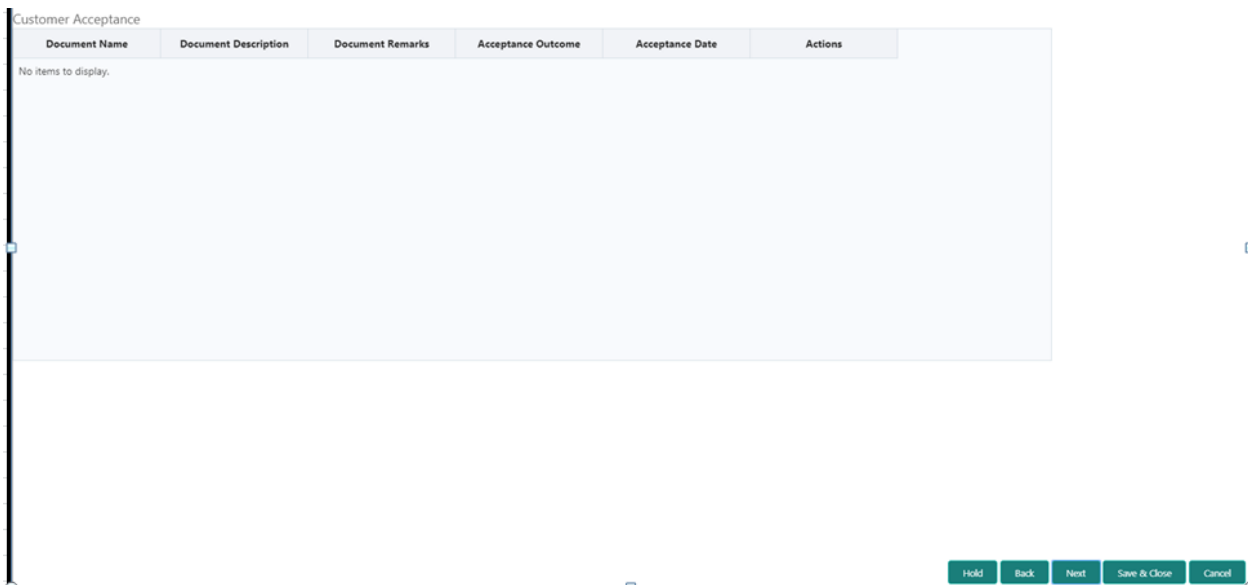 Customer Acceptance
Document Name Document Description Document Remarks Acceptance Outcome Acceptance Date Actions
No items to display.
Hold Back Next Save & Close Cancel